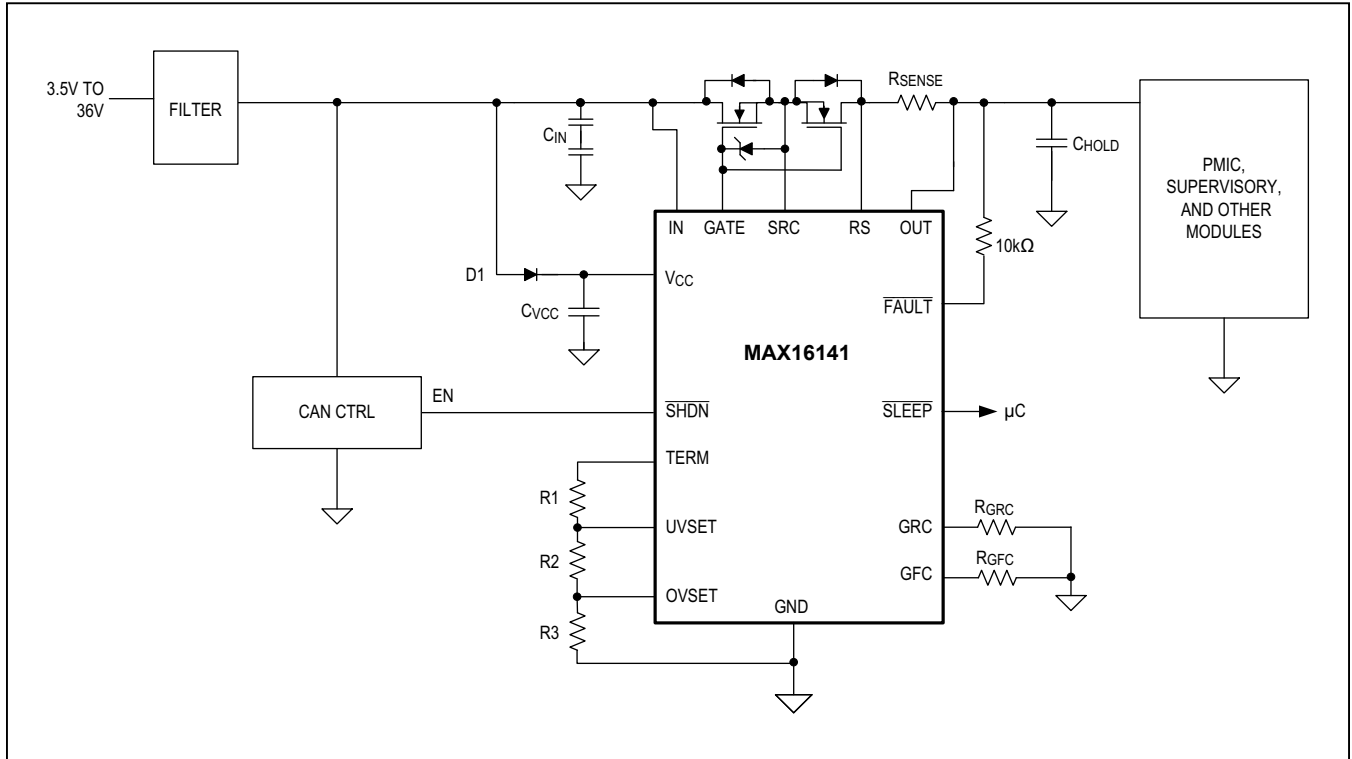 3.5V TO
36V
FILTER
CIN
RSENSE
CHOLD
PMIC,
SUPERVISORY,
AND OTHER
MODULES
IN
GATE
SRC
RS
OUT
10kΩ
D1
VCC
CVCC
FAULT
MAX16141
CAN CTRL
EN
SHDN
SLEEP
µC
TERM
R1
UVSET
R2
OVSET
R3
GRC
RGRC
GFC
RGFC
GND